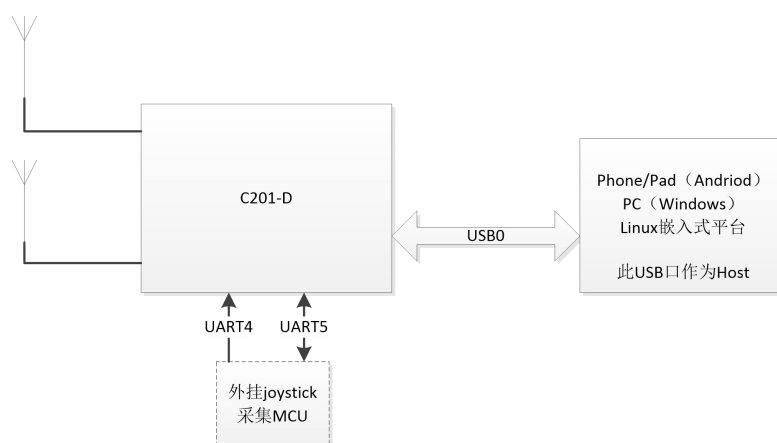 C201-D
Phone/Pad（Andriod）
PC（Windows）
Linux嵌入式平台
此USB口作为Host
USB0
UART4
UART5
外挂joystick
采集MCU